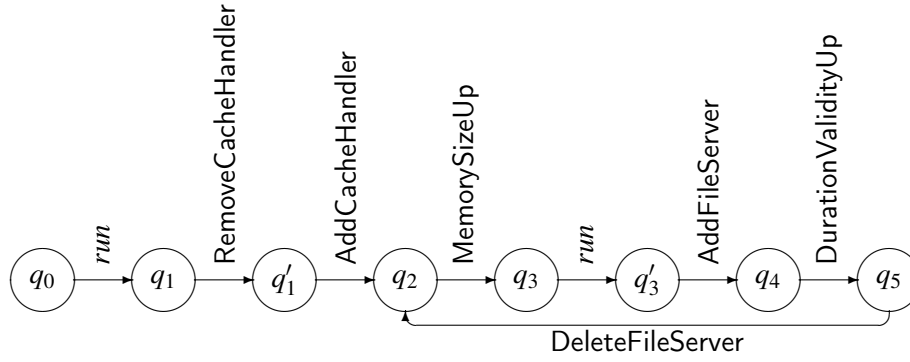 run
RemoveCacheHandler
AddCacheHandler
MemorySizeUp
run
AddFileServer
DurationValidityUp
q0
q1
q′1
q2
q3
q′3
q4
q5
DeleteFileServer